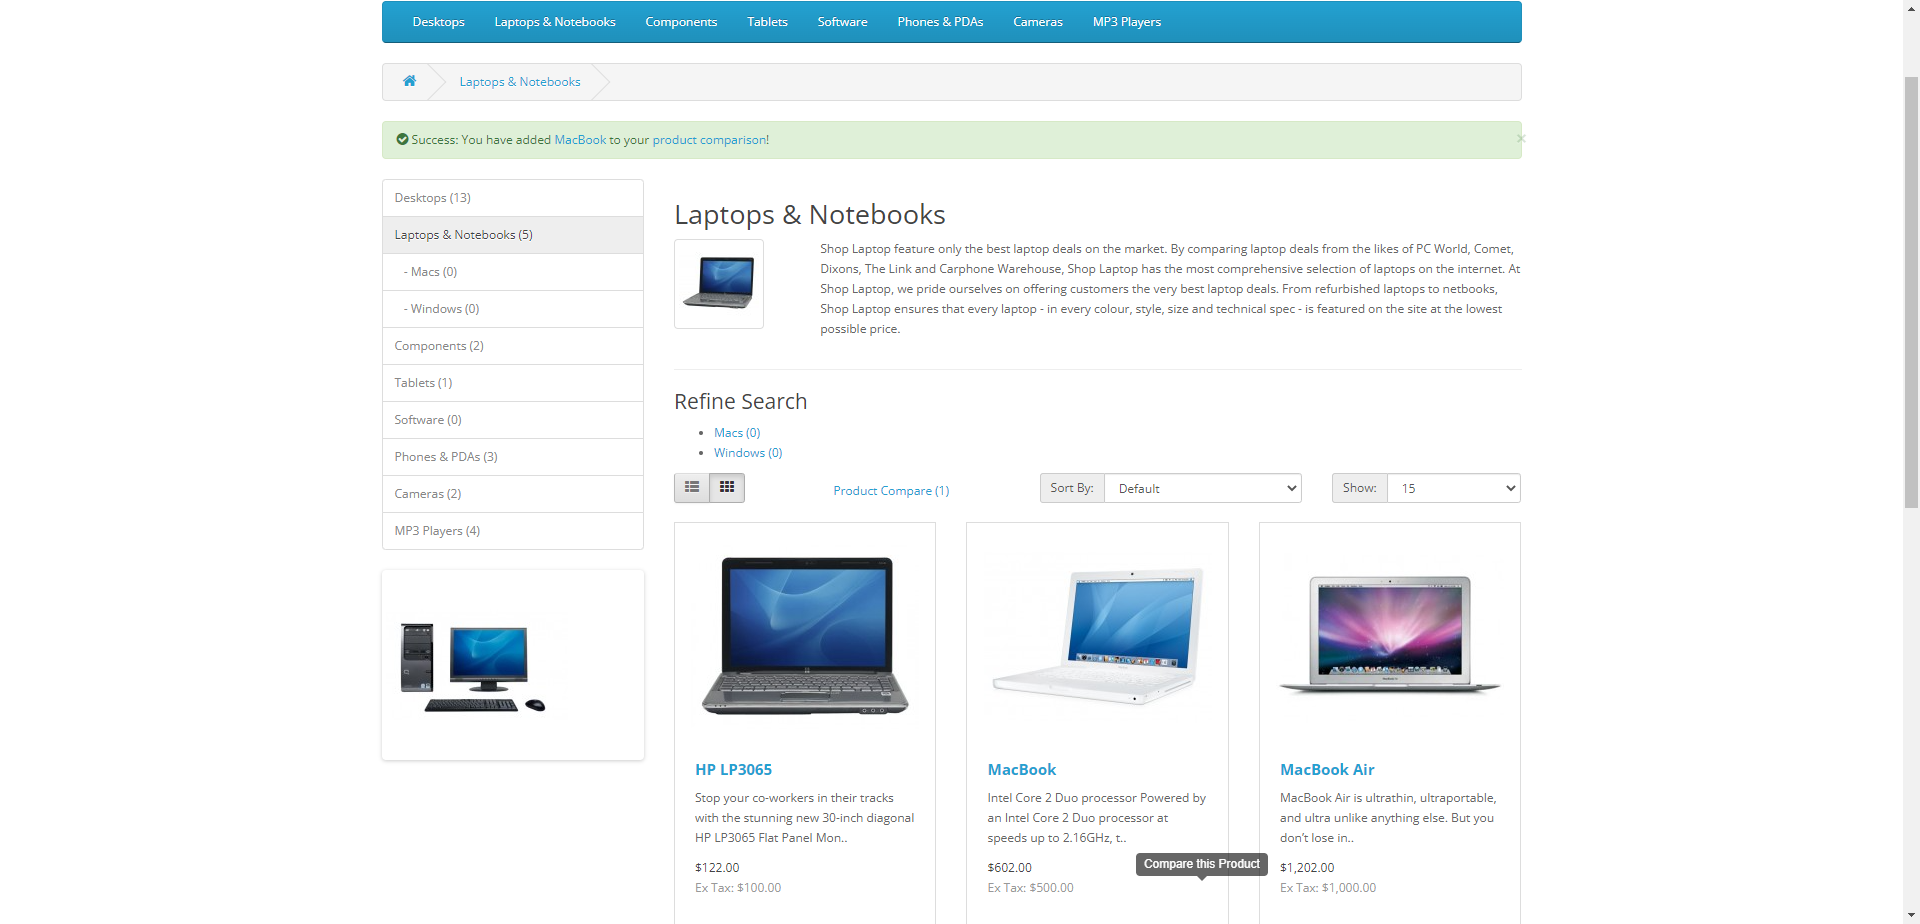 Desktops Laptops & Notebooks Components Tablets Software Phones & PDAs Cameras MP3 Players
Laptops & Notebooks
Success: You have added MacBook to your product comparison!
×
Desktops (13)
Laptops & Notebooks (5)
- Macs (0)
- Windows (0)
Components (2)
Tablets (1)
Software (0)
Phones & PDAs (3)
Cameras (2)
MP3 Players (4)
Laptops & Notebooks
Shop Laptop feature only the best laptop deals on the market. By comparing laptop deals from the likes of PC World, Comet,
Dixons, The Link and Carphone Warehouse, Shop Laptop has the most comprehensive selection of laptops on the internet. At
Shop Laptop, we pride ourselves on offering customers the very best laptop deals. From refurbished laptops to netbooks,
Shop Laptop ensures that every laptop - in every colour, style, size and technical spec - is featured on the site at the lowest
possible price.
Refine Search
Macs (0)
Windows (0)
Product Compare (1)
Sort By: Default
Show: 15
HP LP3065
Stop your co-workers in their tracks
with the stunning new 30-inch diagonal
HP LP3065 Flat Panel Mon..
$122.00
Ex Tax: $100.00
MacBook
Intel Core 2 Duo processor Powered by
an Intel Core 2 Duo processor at
speeds up to 2.16GHz, t..
$602.00
Ex Tax: $500.00
Compare this Product
MacBook Air
MacBook Air is ultrathin, ultraportable,
and ultra unlike anything else. But you
don’t lose in..
$1,202.00
Ex Tax: $1,000.00